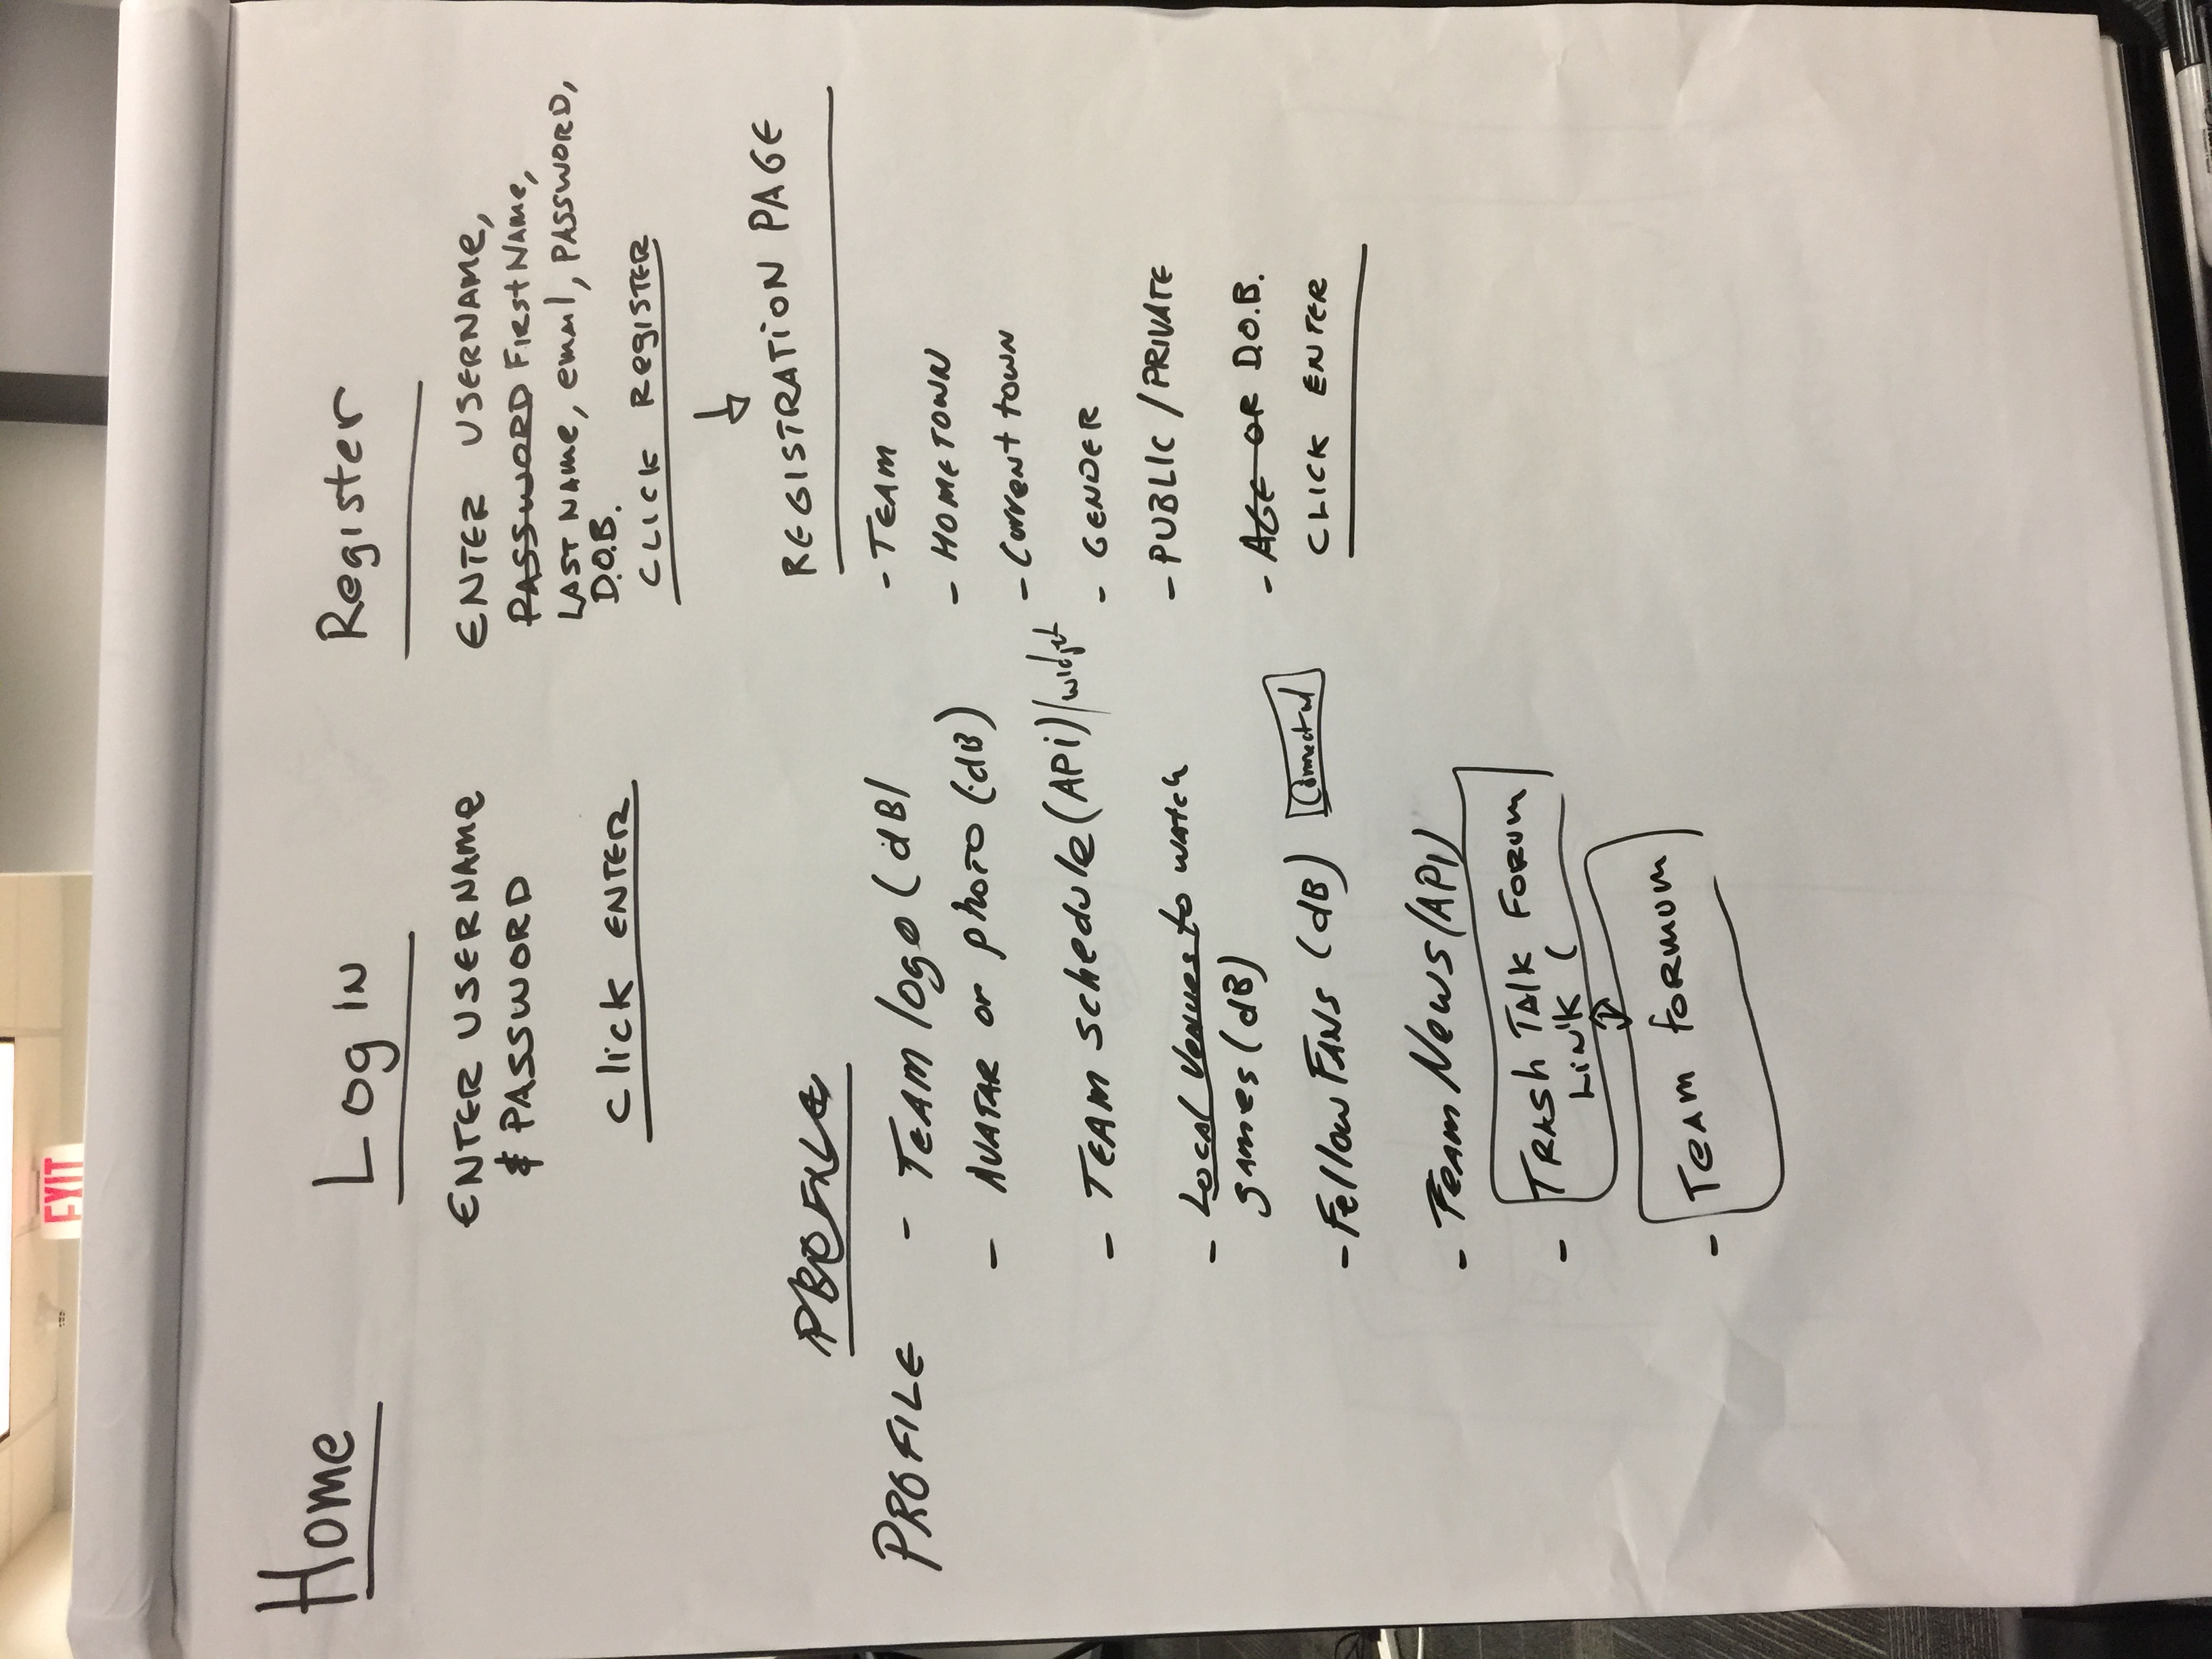 EXIT
Home
Log IN
ENTER USERNAME
& PASSWORD
Click ENTER
Register
ENTER USERNAME,
PASSWORD First Name,
LAST NAME, email, PASSWORD,
D.O.B.
CLICK RegISTER
REGISTRATION PAGE
- TEAM
- HOMETOWN
- Current town
- GENDER
- PUBLIC / PRIVATE
- AGE OR D.O.B.
CLICK ENTER
PROFILE
PROFILE
- TEAM logo (dB)
- AVATAR or photo (dB)
- TEAM schedule (APi)/widget
- Local Venues to watch
games (dB)
- Fellow FANS (dB)
- Team News (API)
- TRASH TALK FORUM
LINK (
- TEAM FORMUM